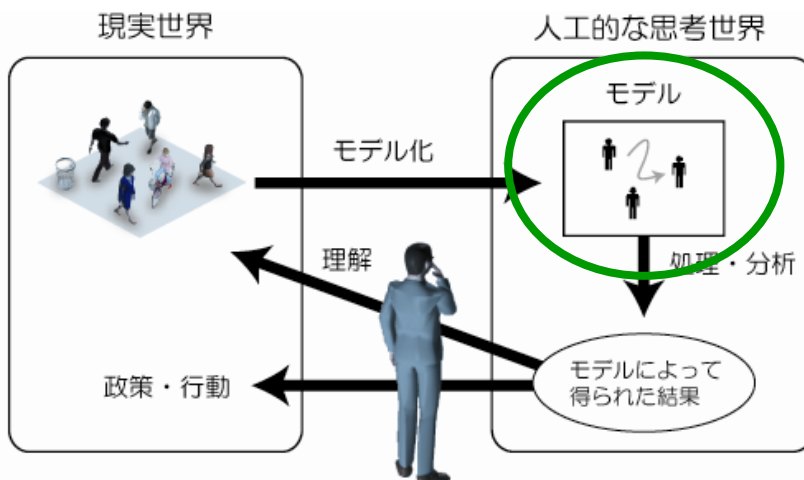 現実世界
人工的な思考世界
モデル
モデル化
理解
処理・分析
政策・行動
モデルによって
得られた結果